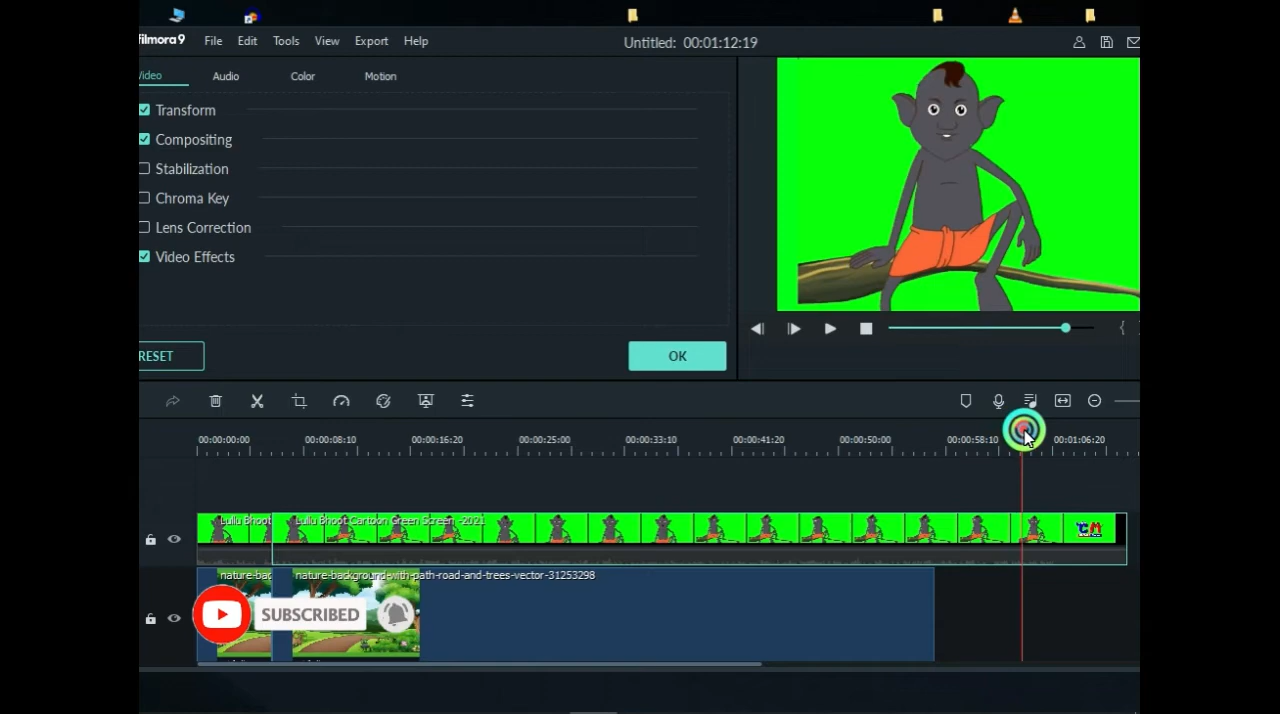 filmora9 File Edit Tools View Export Help Untitled: 00:01:12:19
Video Audio Color Motion
Transform
Compositing
Stabilization
Chroma Key
Lens Correction
Video Effects
RESET OK
00:00:00:00 00:00:08:10 00:00:16:20 00:00:25:00 00:00:33:10 00:00:41:20 00:00:50:00 00:00:58:10 00:01:06:20
Lullu Bhoot Lullu Bhoot Cartoon Green Screen -2021
nature-bac nature-background-with-path-road-and-trees-vector-31253298
SUBSCRIBED